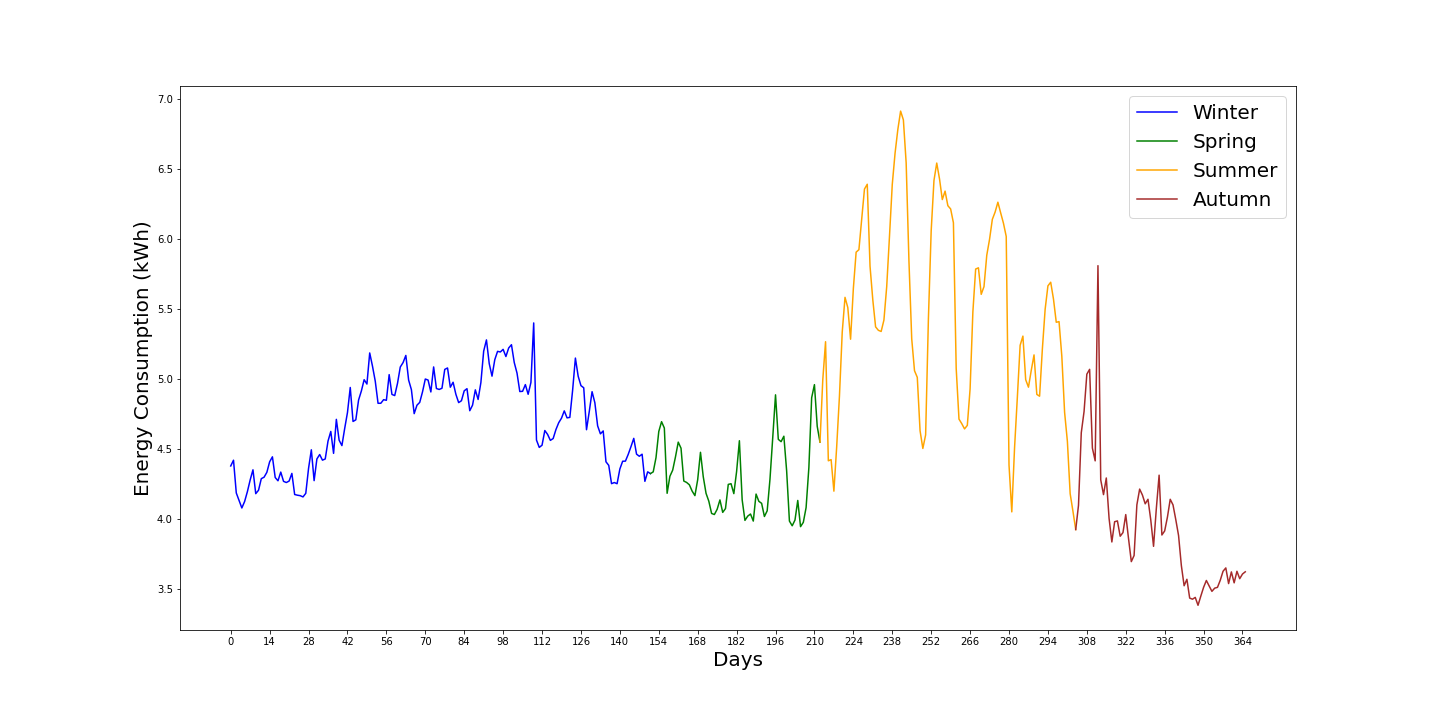 7.0
6.5
6.0
5.5
5.0
4.5
4.0
3.5
Energy Consumption (kWh)
Winter
Spring
Summer
Autumn
0 14 28 42 56 70 84 98 112 126 140 154 168 182 196 210 224 238 252 266 280 294 308 322 336 350 364
Days